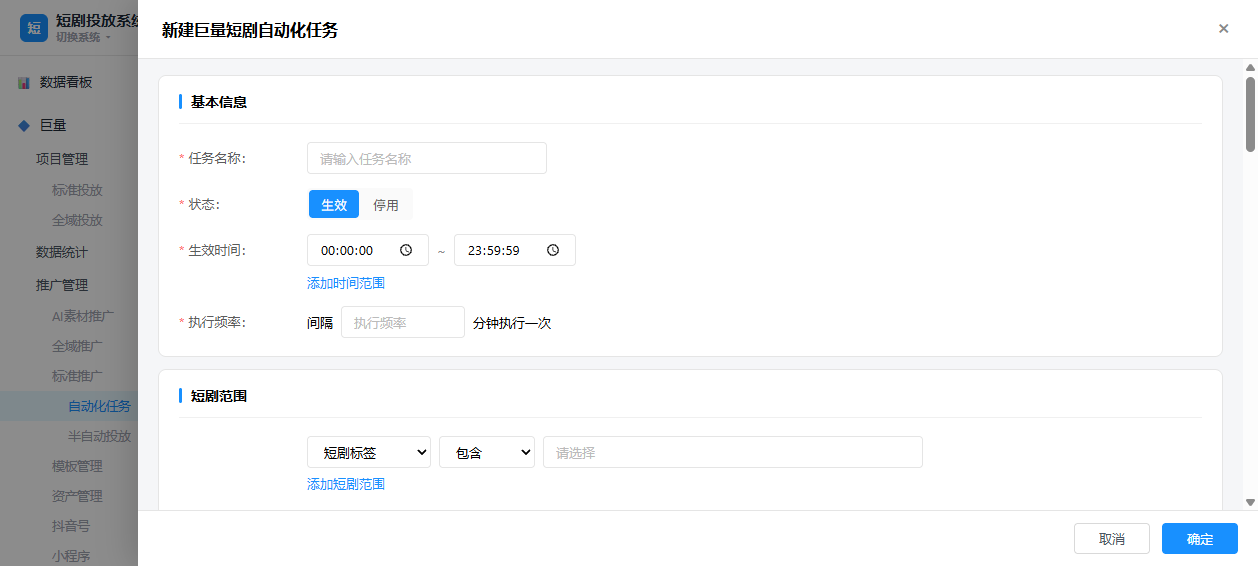 短
短剧投放系统
切换系统
数据看板
巨量
项目管理
标准投放
全域投放
数据统计
推广管理
AI素材推广
全域推广
标准推广
自动化任务
半自动投放
模板管理
资产管理
抖音号
小程序
新建巨量短剧自动化任务
×
基本信息
* 任务名称:
请输入任务名称
* 状态:
生效 停用
* 生效时间:
00:00:00 ~ 23:59:59
添加时间范围
* 执行频率:
间隔 执行频率 分钟执行一次
短剧范围
短剧标签 包含 请选择
添加短剧范围
取消 确定